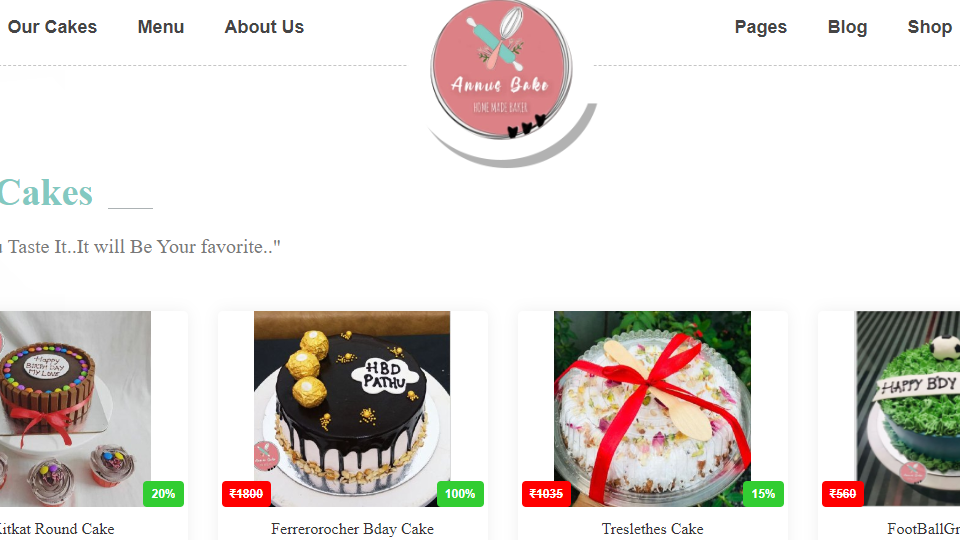 Our Cakes Menu About Us Pages Blog Shop
Annus Bake
HOME MADE BAKER
Cakes
Taste It..It will Be Your favorite.."
Happy
BIRTHDAY
MY LOVE
HBD
PATHU
HAPPY B'DY
20%
₹1800
100%
₹1035
15%
₹560
Kitkat Round Cake
Ferrerorocher Bday Cake
Treslethes Cake
FootBallGr